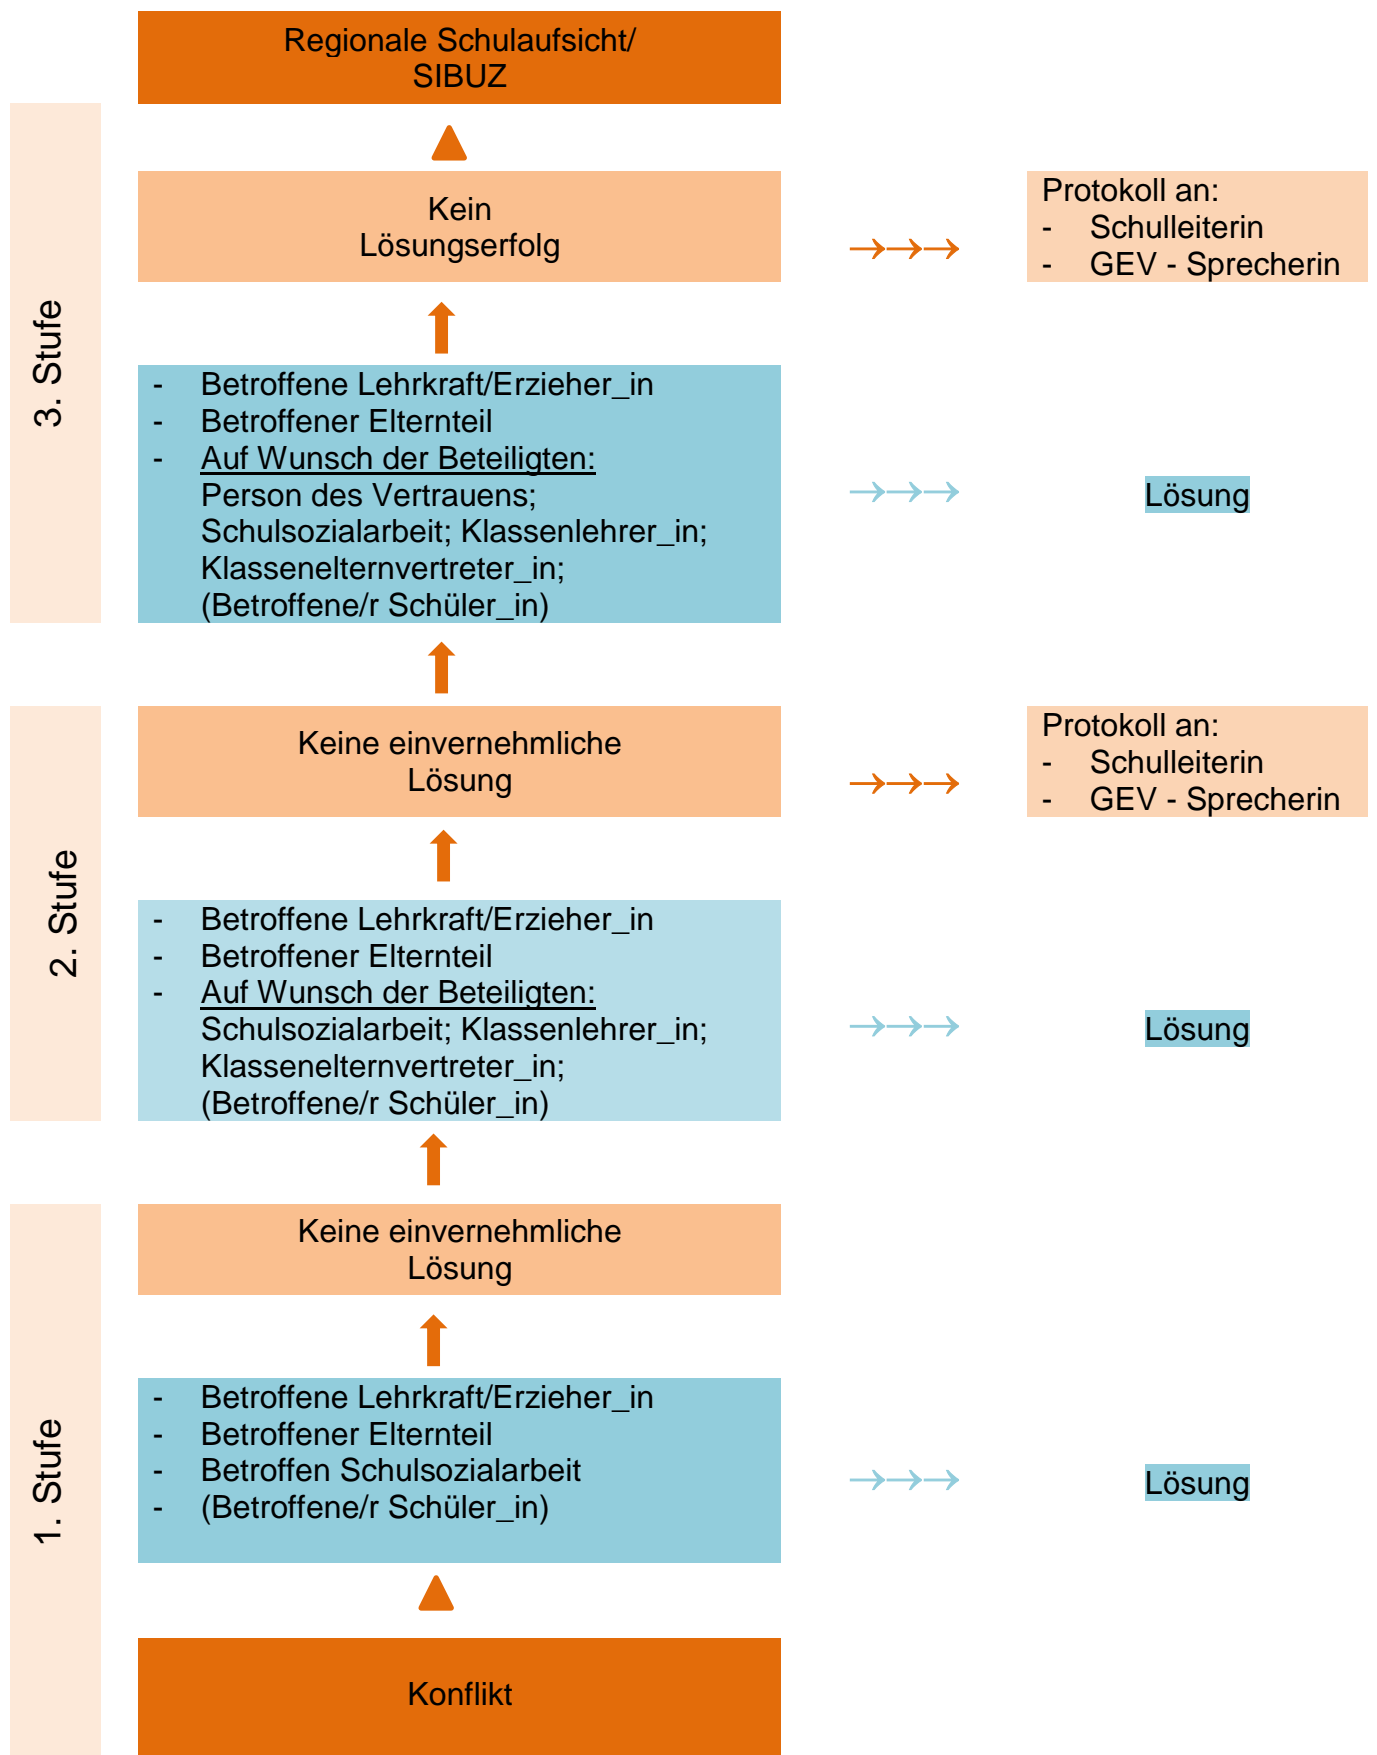 Regionale Schulaufsicht/
SIBUZ
3. Stufe
Kein
Lösungserfolg
→→→
Protokoll an:
- Schulleiterin
- GEV - Sprecherin
- Betroffene Lehrkraft/Erzieher_in
- Betroffener Elternteil
- Auf Wunsch der Beteiligten:
Person des Vertrauens;
Schulsozialarbeit; Klassenlehrer_in;
Klassenelternvertreter_in;
(Betroffene/r Schüler_in)
→→→
Lösung
2. Stufe
Keine einvernehmliche
Lösung
→→→
Protokoll an:
- Schulleiterin
- GEV - Sprecherin
- Betroffene Lehrkraft/Erzieher_in
- Betroffener Elternteil
- Auf Wunsch der Beteiligten:
Schulsozialarbeit; Klassenlehrer_in;
Klassenelternvertreter_in;
(Betroffene/r Schüler_in)
→→→
Lösung
1. Stufe
Keine einvernehmliche
Lösung
- Betroffene Lehrkraft/Erzieher_in
- Betroffener Elternteil
- Betroffen Schulsozialarbeit
- (Betroffene/r Schüler_in)
→→→
Lösung
Konflikt